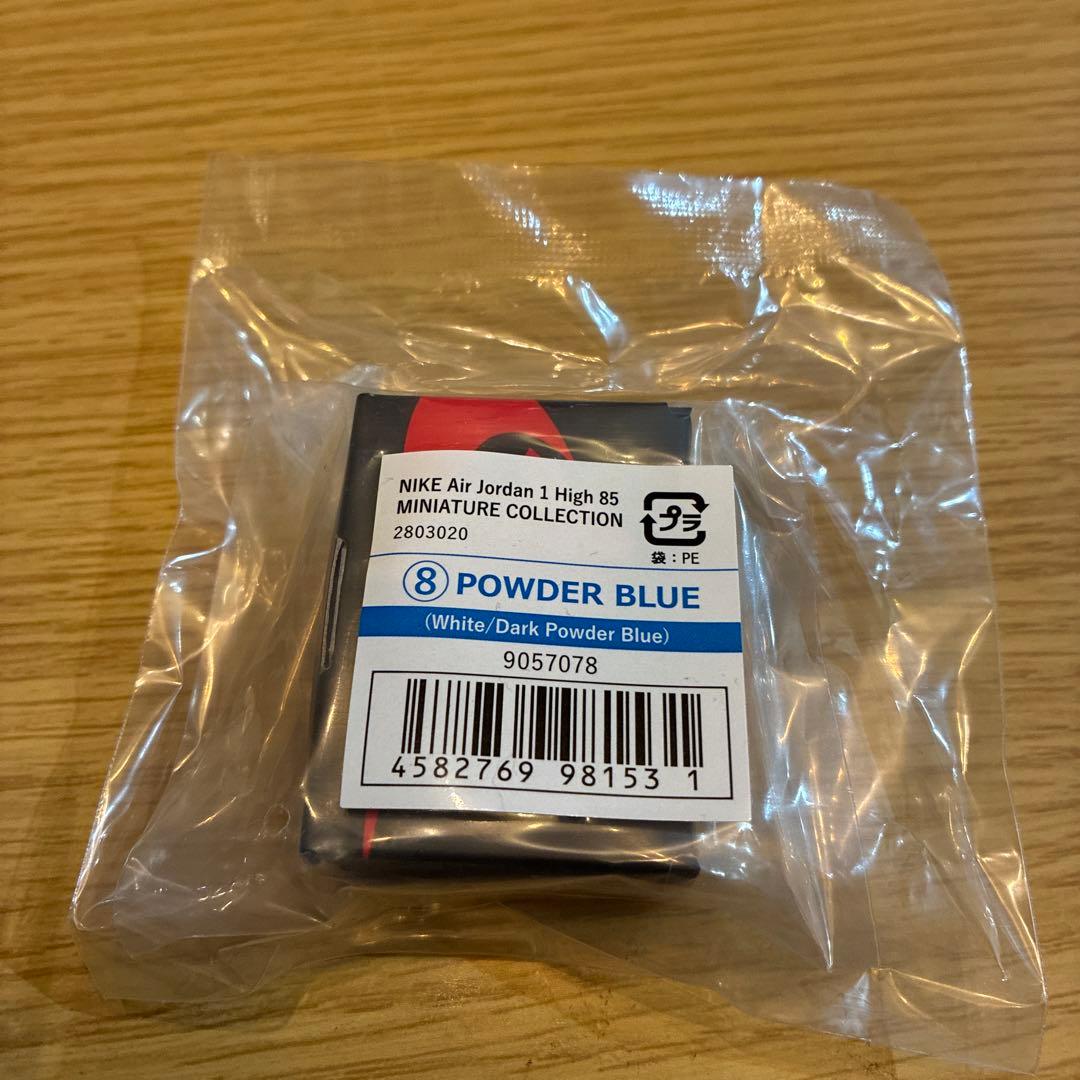 NIKE Air Jordan 1 High 85
MINIATURE COLLECTION
2803020
プラ
袋：PE
⑧ POWDER BLUE
(White/Dark Powder Blue)
9057078
4582769 98153 1